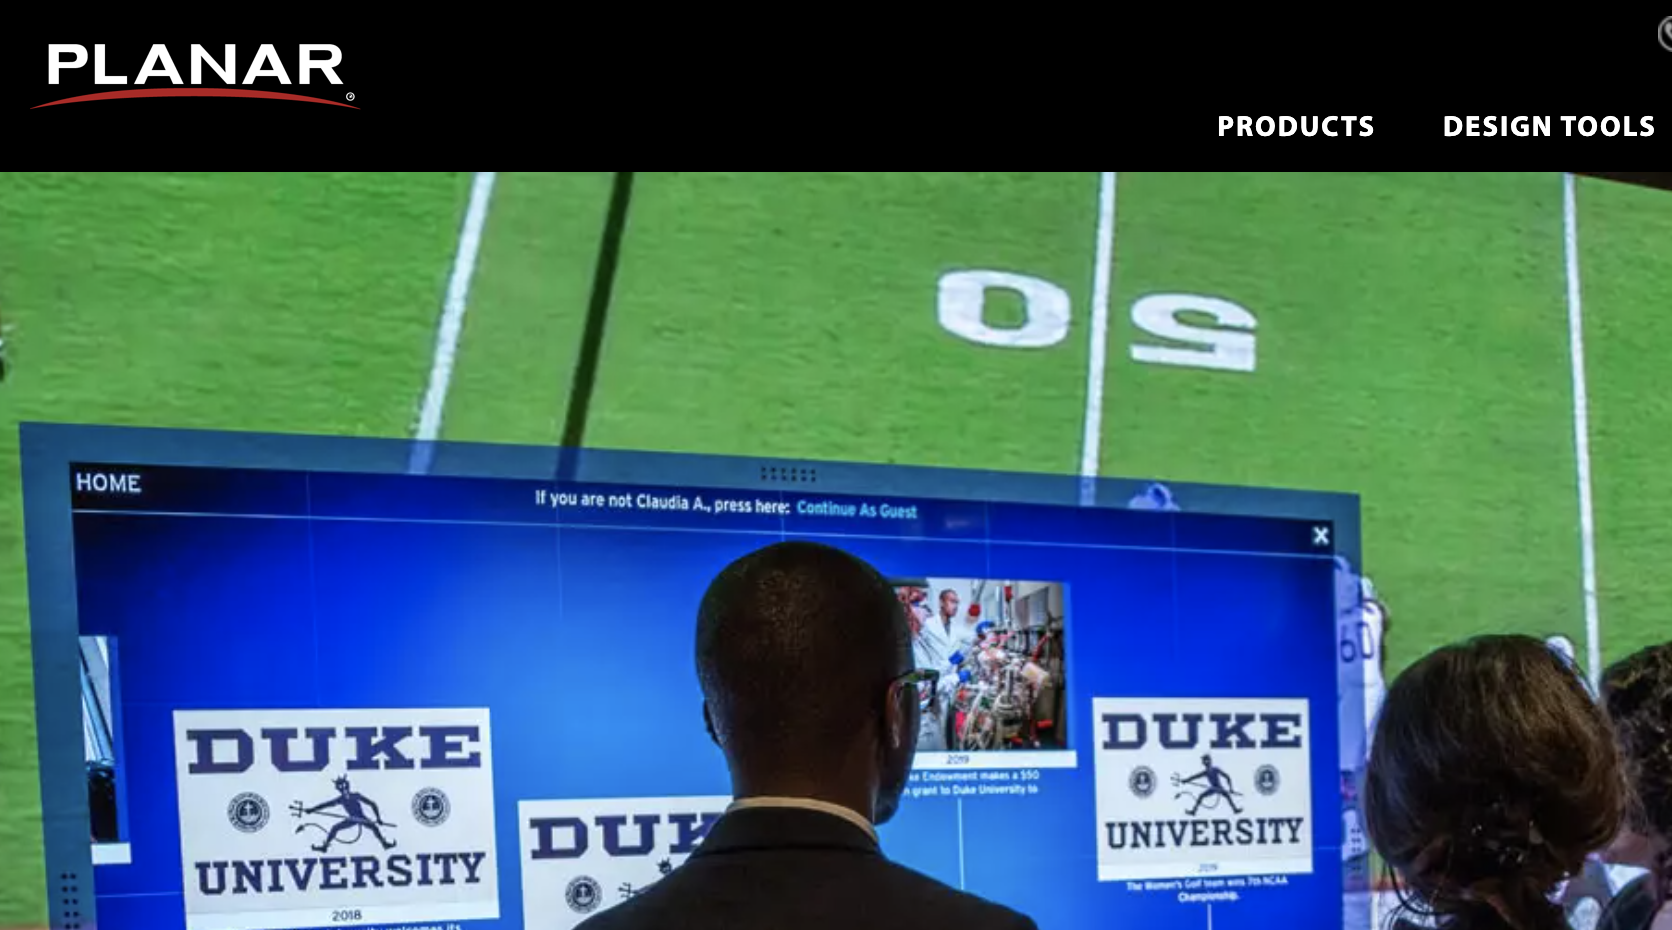 PLANAR
PRODUCTS
DESIGN TOOLS
50
HOME
If you are not Claudia A., press here: Continue As Guest
X
60
DUKE
UNIVERSITY
2018
welcomes its
DUK
2019
Endowment makes a $50
grant to Duke University to
DUKE
UNIVERSITY
2019
The Women's Golf team wins 7th NCAA
Championship.